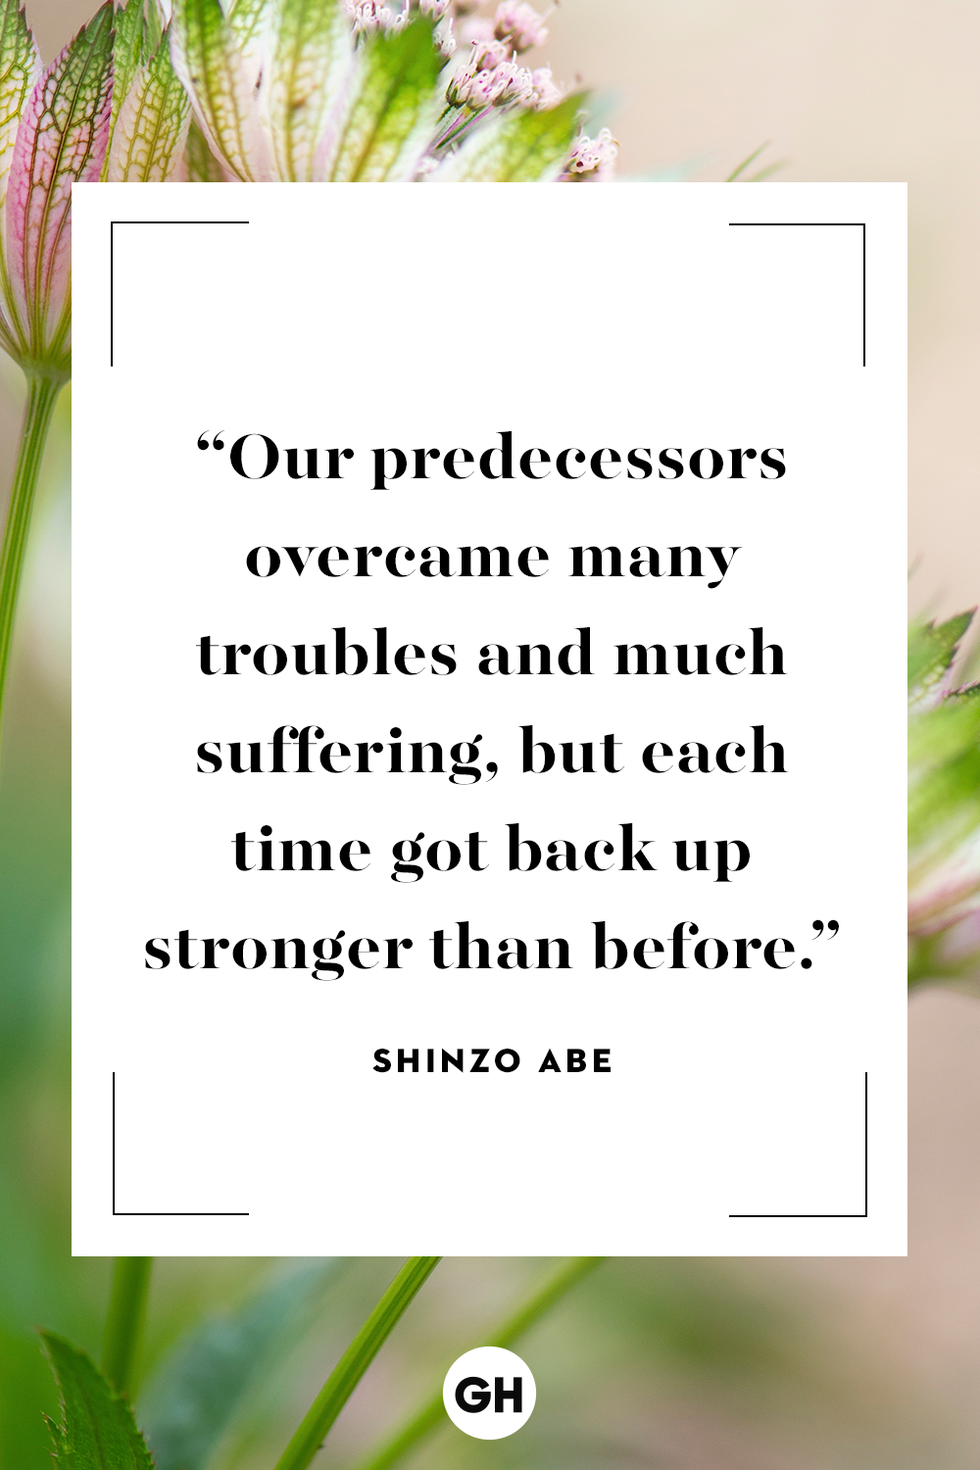 “Our predecessors
overcame many
troubles and much
suffering, but each
time got back up
stronger than before.”
SHINZO ABE
GH